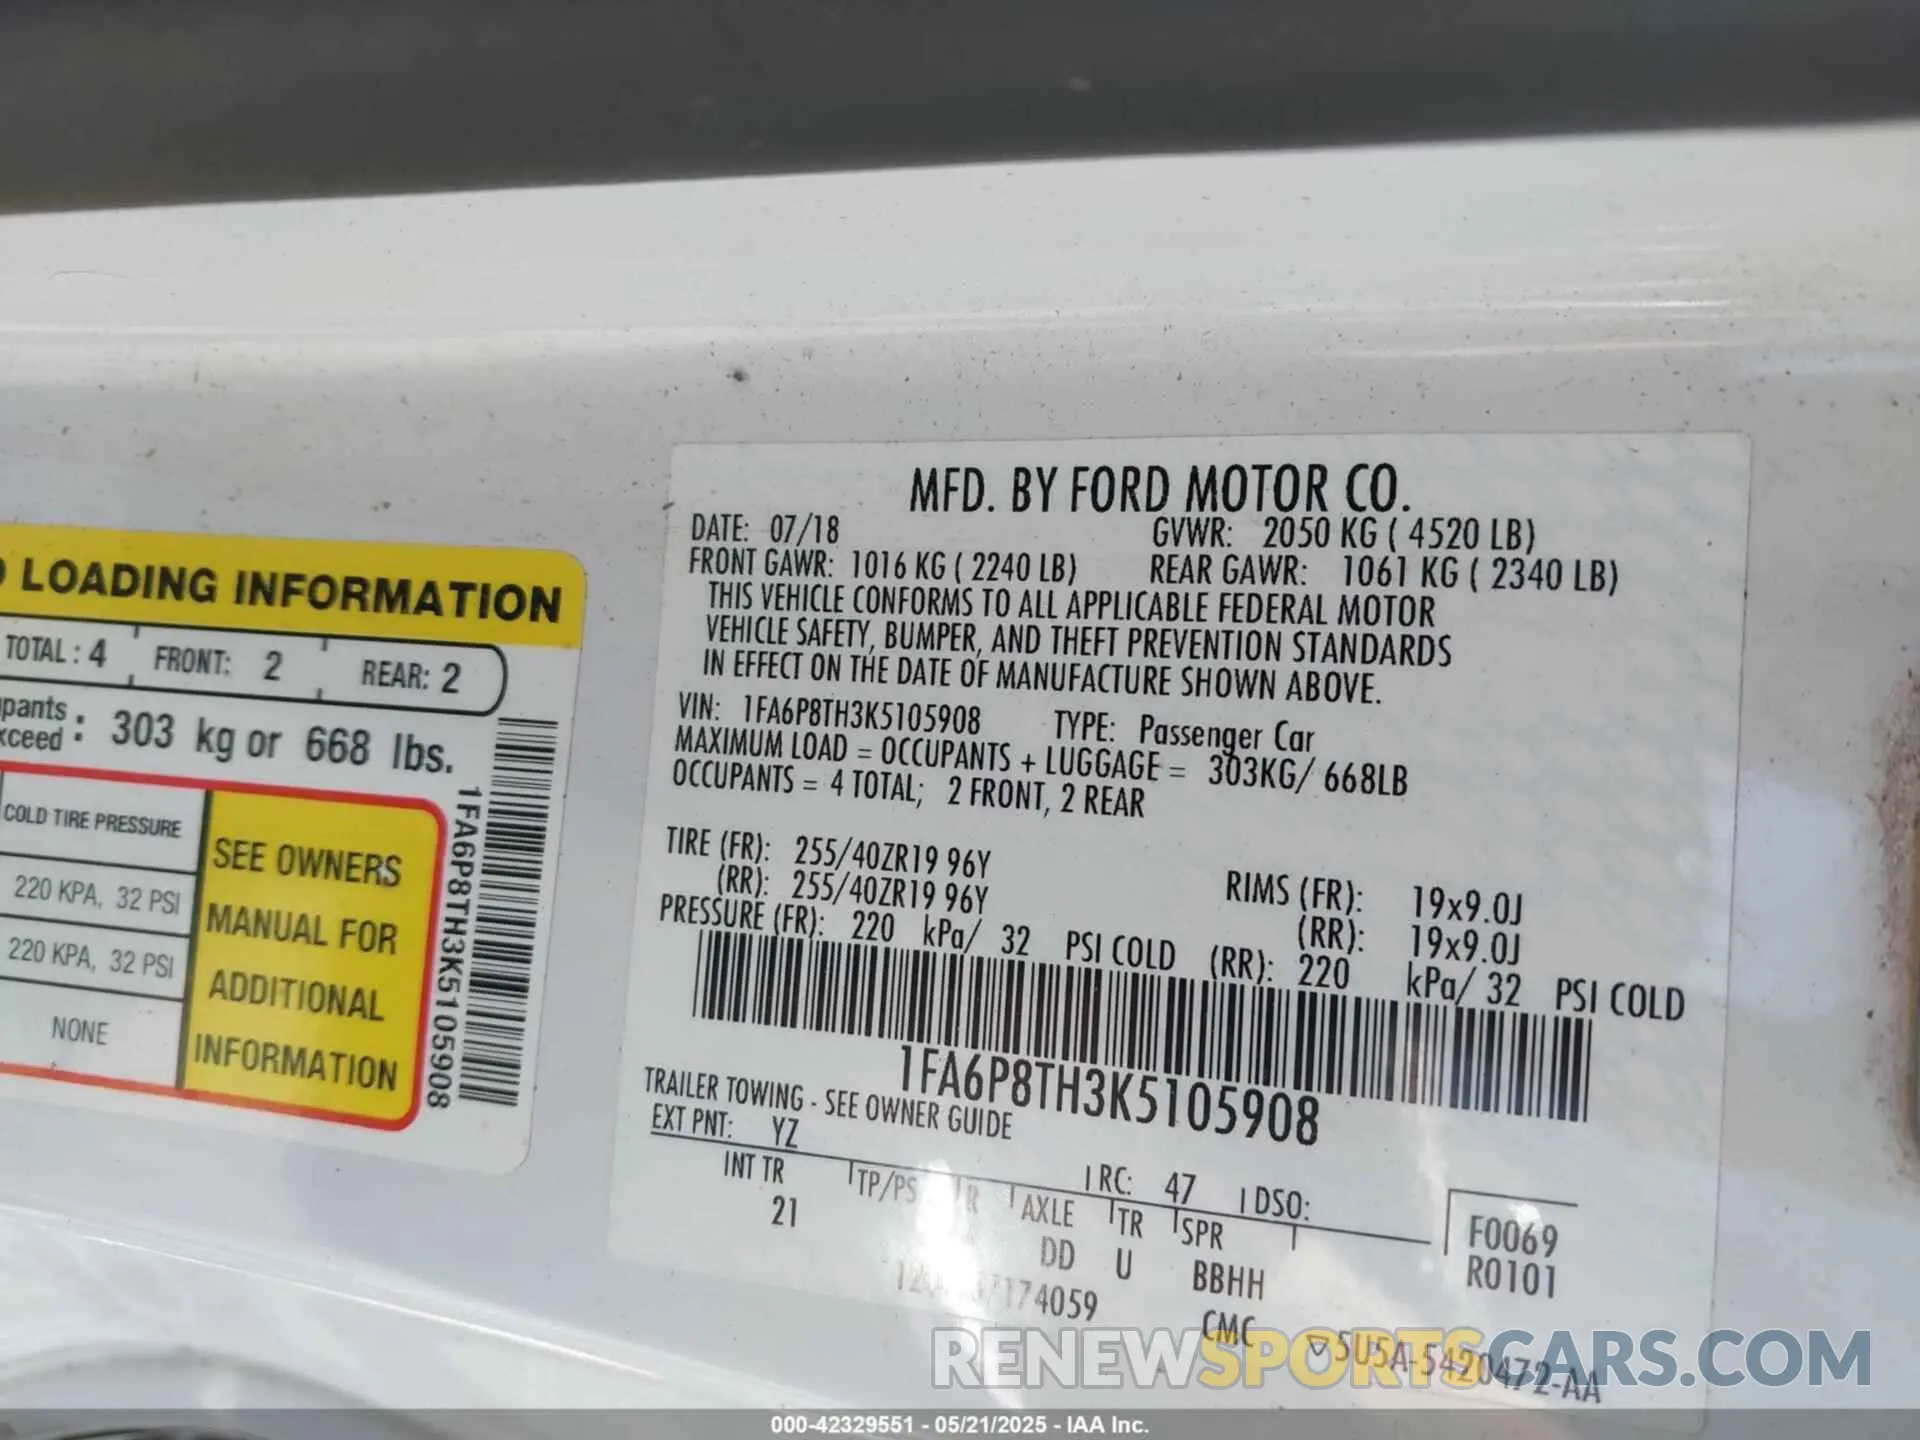 LOADING INFORMATION
TOTAL : 4 FRONT: 2 REAR: 2
pants
xceed : 303 kg or 668 lbs.
COLD TIRE PRESSURE
220 KPA, 32 PSI
220 KPA, 32 PSI
NONE
SEE OWNERS
MANUAL FOR
ADDITIONAL
INFORMATION
1FA6P8TH3K5105908
MFD. BY FORD MOTOR CO.
DATE: 07/18 GVWR: 2050 KG ( 4520 LB)
FRONT GAWR: 1016 KG ( 2240 LB) REAR GAWR: 1061 KG ( 2340 LB)
THIS VEHICLE CONFORMS TO ALL APPLICABLE FEDERAL MOTOR
VEHICLE SAFETY, BUMPER, AND THEFT PREVENTION STANDARDS
IN EFFECT ON THE DATE OF MANUFACTURE SHOWN ABOVE.
VIN: 1FA6P8TH3K5105908 TYPE: Passenger Car
MAXIMUM LOAD = OCCUPANTS + LUGGAGE = 303KG/ 668LB
OCCUPANTS = 4 TOTAL; 2 FRONT, 2 REAR
TIRE (FR): 255/40ZR19 96Y RIMS (FR): 19x9.0J
(RR): 255/40ZR19 96Y (RR): 19x9.0J
PRESSURE (FR): 220 kPa/ 32 PSI COLD (RR): 220 kPa/ 32 PSI COLD
1FA6P8TH3K5105908
TRAILER TOWING - SEE OWNER GUIDE
EXT PNT: YZ RC: 47 DSO:
INT TR TP/PS R AXLE TR SPR F0069
21 DD U BBHH R0101
74059 CMC ▽5U5A-5420472-AA
RENEWSPORTSCARS.COM
000-42329551 - 05/21/2025 - IAA Inc.